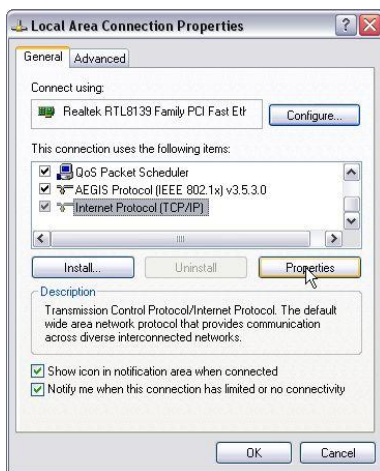 Local Area Connection Properties
General Advanced
Connect using:
Realtek RTL8139 Family PCI Fast Eth
Configure...
This connection uses the following items:
QoS Packet Scheduler
AEGIS Protocol (IEEE 802.1x) v3.5.3.0
Internet Protocol (TCP/IP)
Install... Uninstall Properties
Description
Transmission Control Protocol/Internet Protocol. The default
wide area network protocol that provides communication
across diverse interconnected networks.
Show icon in notification area when connected
Notify me when this connection has limited or no connectivity
OK Cancel